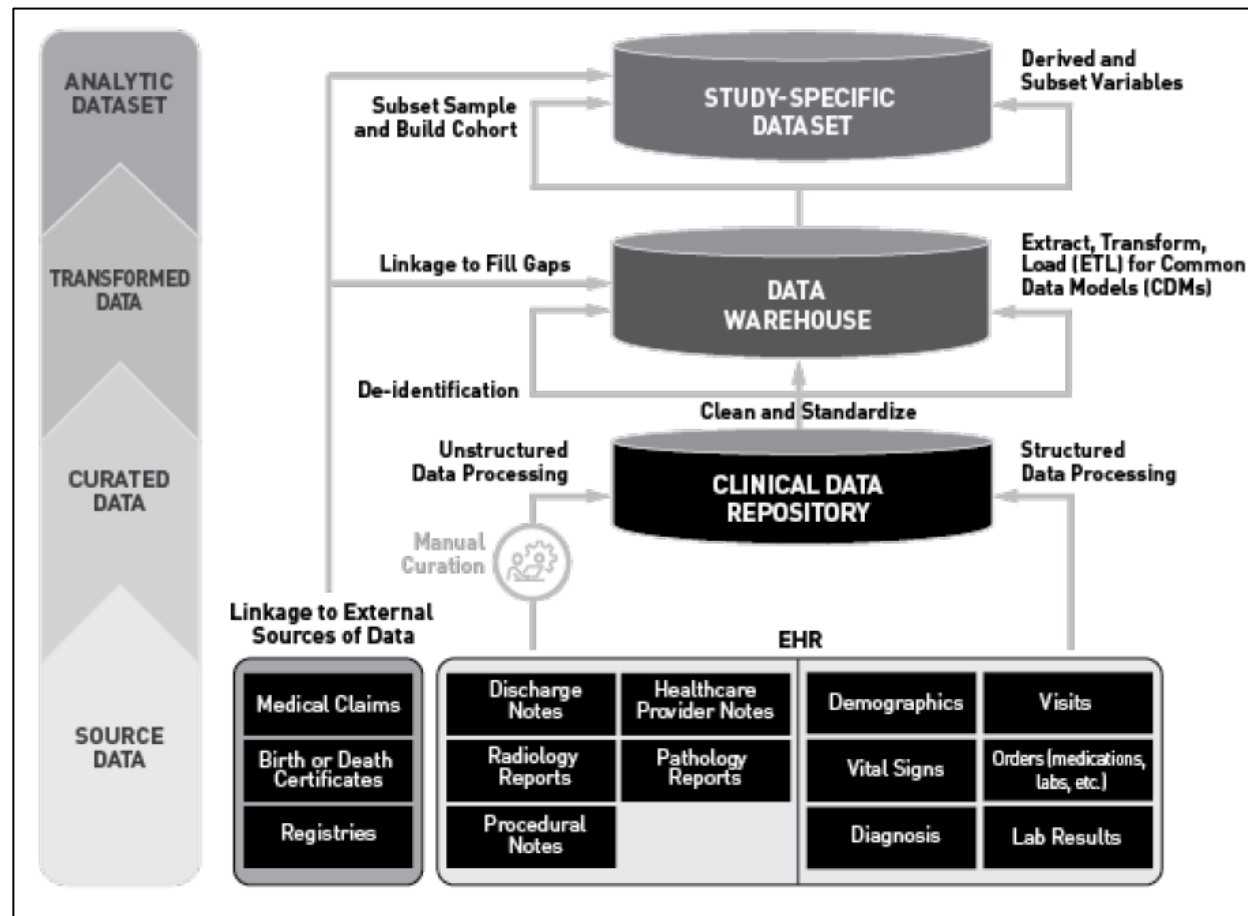 ANALYTIC
DATASET
TRANSFORMED
DATA
CURATED
DATA
SOURCE
DATA
STUDY-SPECIFIC
DATASET
Subset Sample
and Build Cohort
Derived and
Subset Variables
Linkage to Fill Gaps
DATA
WAREHOUSE
Extract, Transform,
Load (ETL) for Common
Data Models (CDMs)
De-identification
Clean and Standardize
Unstructured
Data Processing
CLINICAL DATA
REPOSITORY
Structured
Data Processing
Manual
Curation
Linkage to External
Sources of Data
Medical Claims
Birth or Death
Certificates
Registries
EHR
Discharge
Notes
Healthcare
Provider Notes
Radiology
Reports
Pathology
Reports
Procedural
Notes
Demographics
Visits
Vital Signs
Orders (medications,
labs, etc.)
Diagnosis
Lab Results